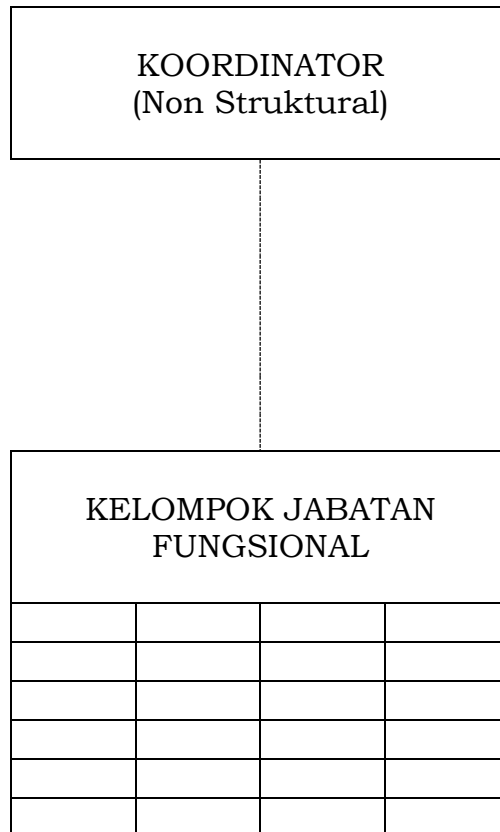 KOORDINATOR
(Non Struktural)
KELOMPOK JABATAN
FUNGSIONAL